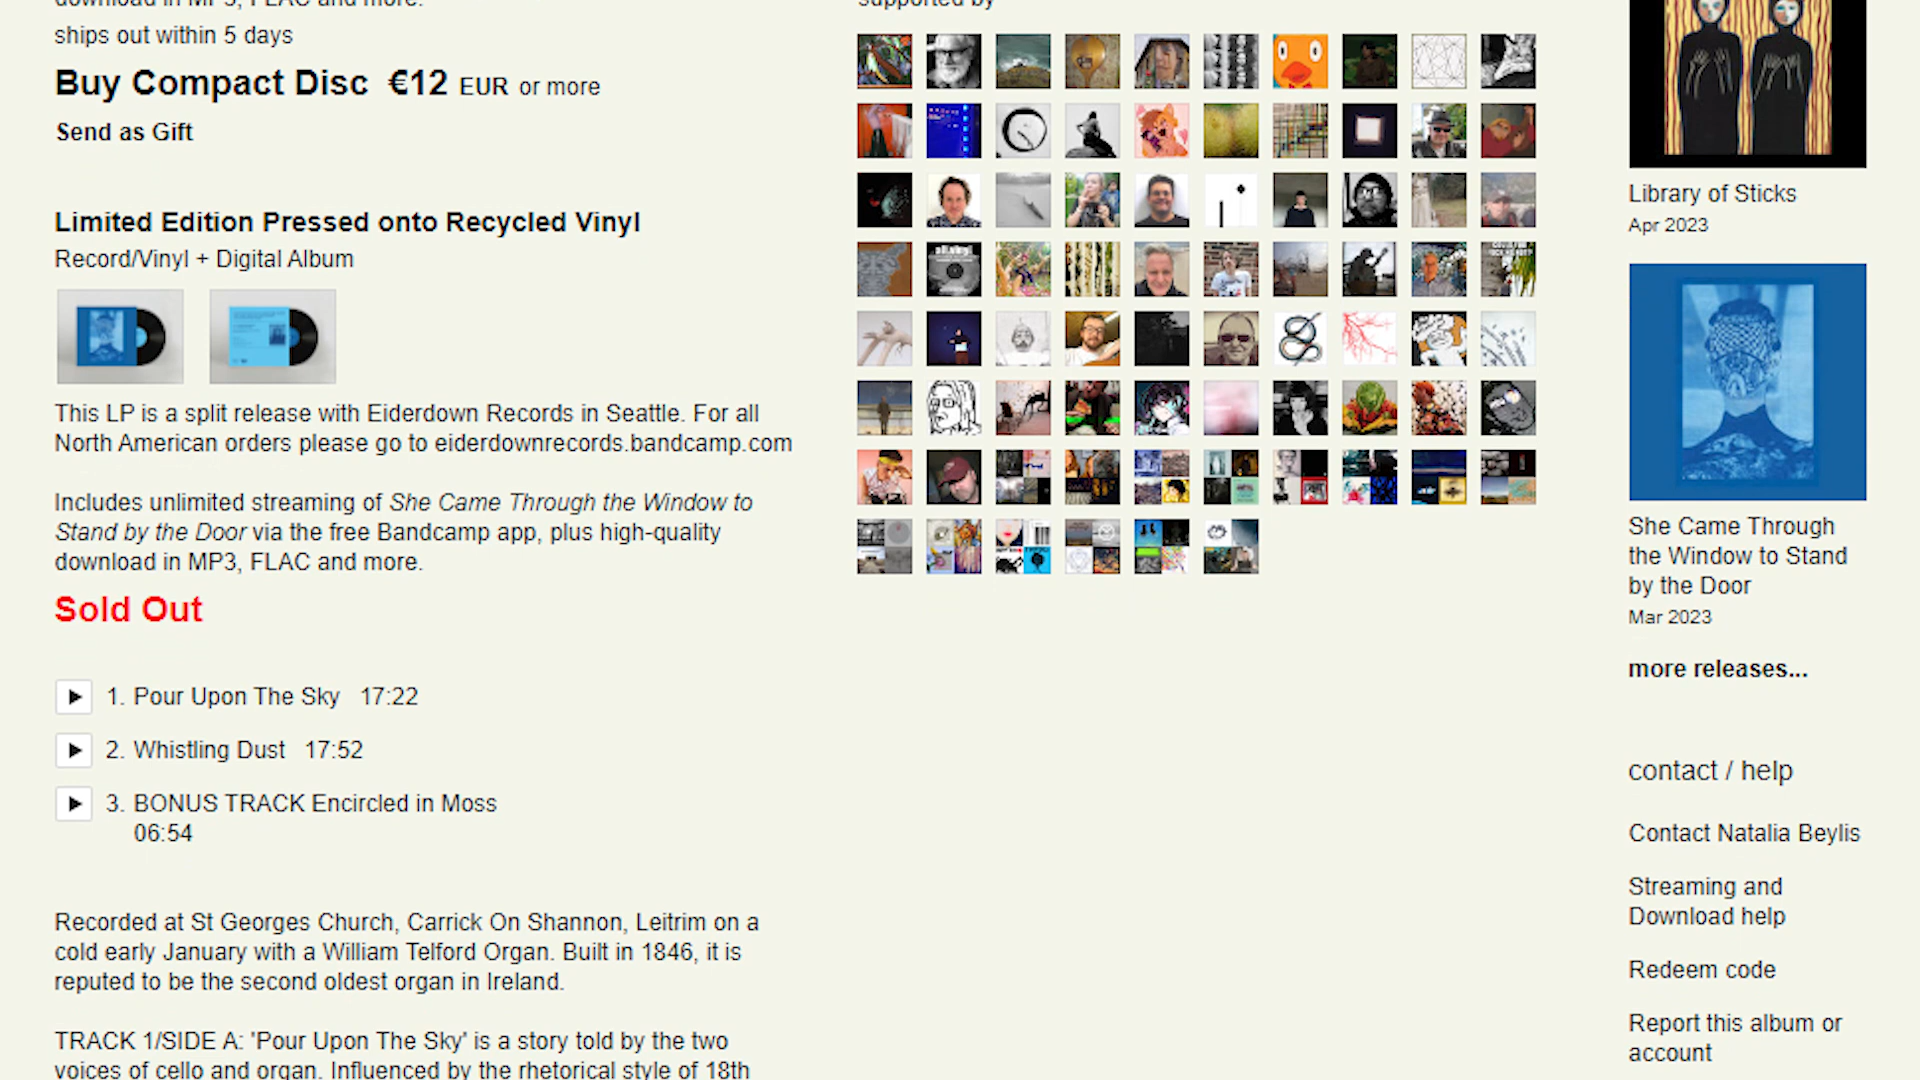 download in MP3, FLAC and more.
ships out within 5 days
Buy Compact Disc €12 EUR or more
Send as Gift
Limited Edition Pressed onto Recycled Vinyl
Record/Vinyl + Digital Album
This LP is a split release with Eiderdown Records in Seattle. For all
North American orders please go to eiderdownrecords.bandcamp.com
Includes unlimited streaming of She Came Through the Window to
Stand by the Door via the free Bandcamp app, plus high-quality
download in MP3, FLAC and more.
Sold Out
1. Pour Upon The Sky 17:22
2. Whistling Dust 17:52
3. BONUS TRACK Encircled in Moss
06:54
Recorded at St Georges Church, Carrick On Shannon, Leitrim on a
cold early January with a William Telford Organ. Built in 1846, it is
reputed to be the second oldest organ in Ireland.
TRACK 1/SIDE A: 'Pour Upon The Sky' is a story told by the two
voices of cello and organ. Influenced by the rhetorical style of 18th
supported by
Library of Sticks
Apr 2023
She Came Through
the Window to Stand
by the Door
Mar 2023
more releases...
contact / help
Contact Natalia Beylis
Streaming and
Download help
Redeem code
Report this album or
account